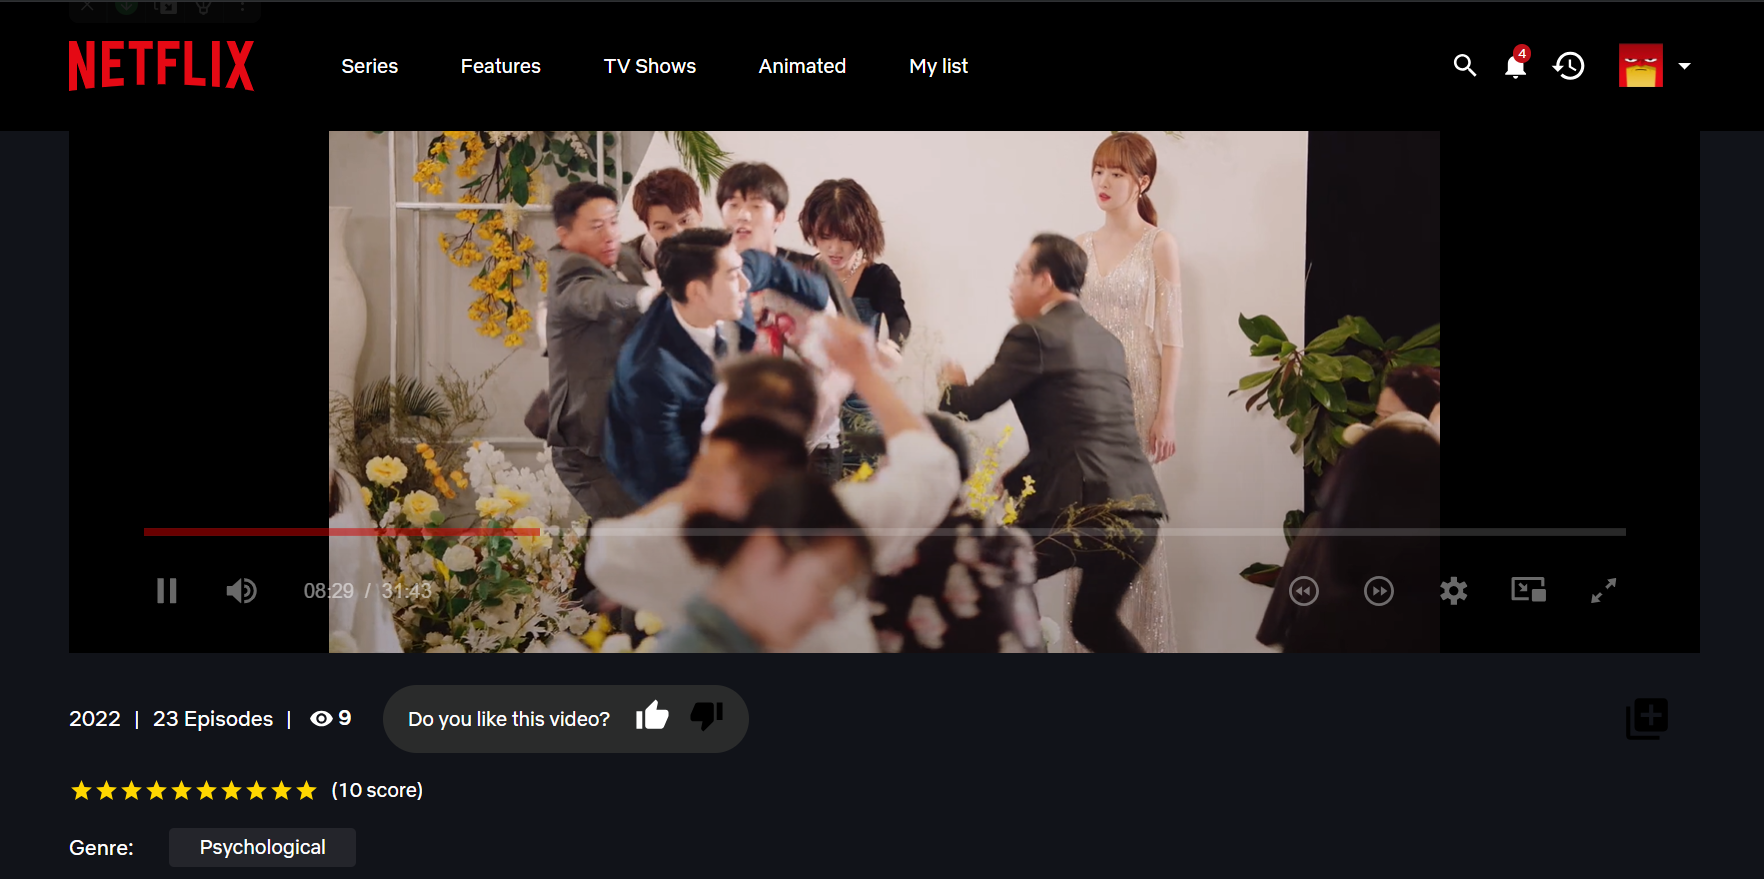 NETFLIX Series Features TV Shows Animated My list 4
08:29 / 31:43
2022 | 23 Episodes | 9 Do you like this video?
(10 score)
Genre: Psychological